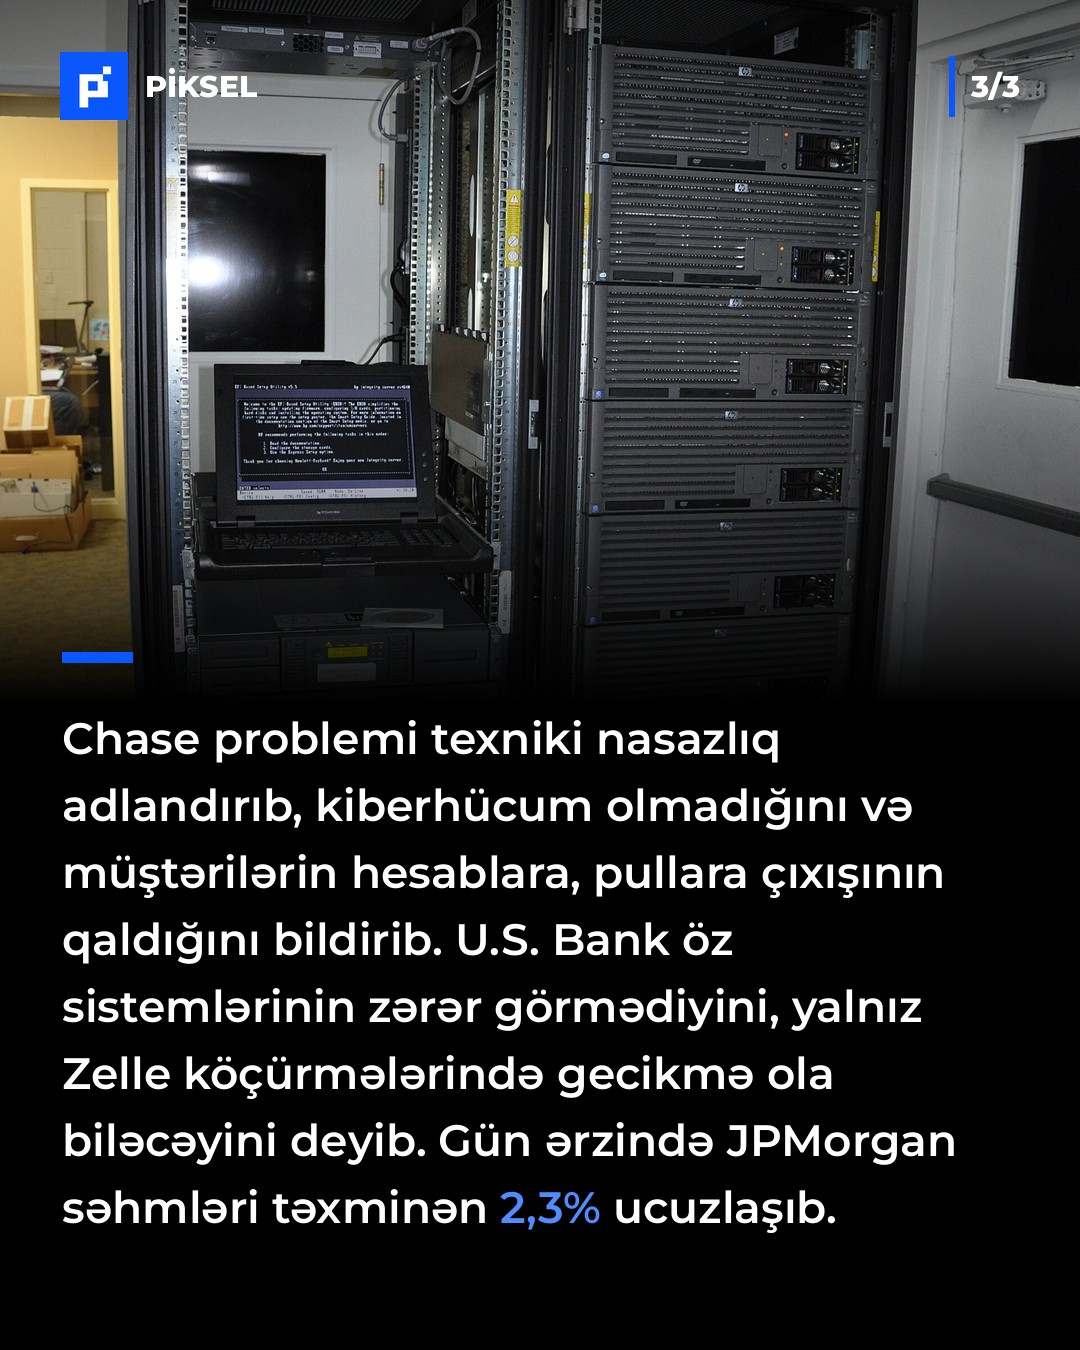 PİKSEL
3/3
Chase problemi texniki nasazlıq
adlandırıb, kiberhücum olmadığını və
müştərilərin hesablara, pullara çıxışının
qaldığını bildirib. U.S. Bank öz
sistemlərinin zərər görmədiyini, yalnız
Zelle köçürmələrində gecikmə ola
biləcəyini deyib. Gün ərzində JPMorgan
səhmləri təxminən 2,3% ucuzlaşıb.